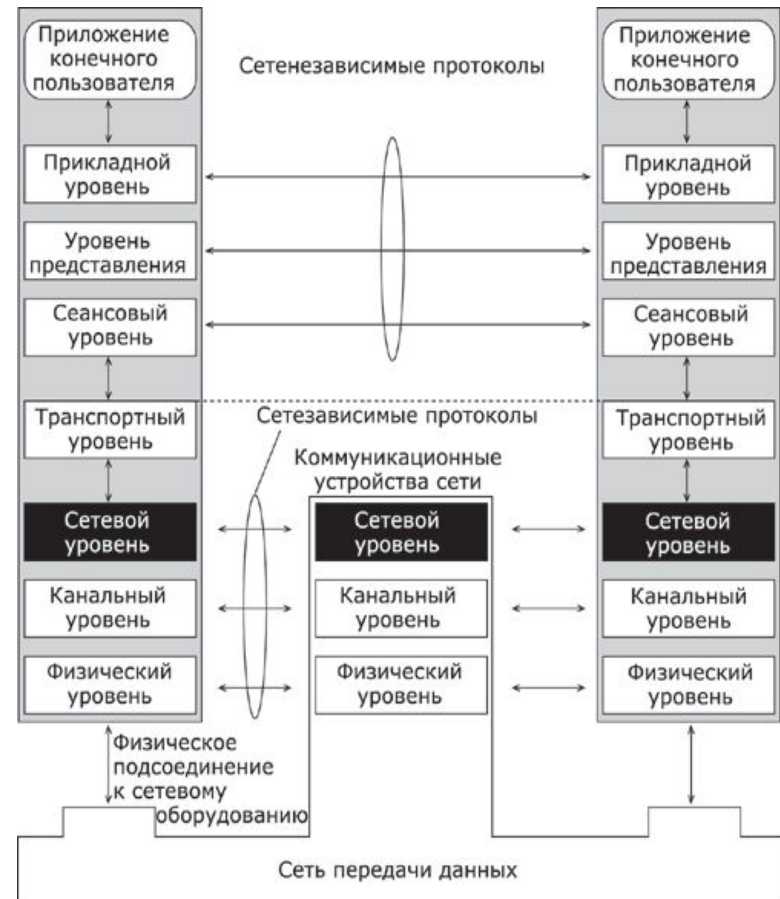 Приложение
конечного
пользователя
Сетенезависимые протоколы
Приложение
конечного
пользователя
Прикладной
уровень
Прикладной
уровень
Уровень
представления
Уровень
представления
Сеансовый
уровень
Сеансовый
уровень
Транспортный
уровень
Сетезависимые протоколы
Транспортный
уровень
Коммуникационные
устройства сети
Сетевой
уровень
Сетевой
уровень
Сетевой
уровень
Канальный
уровень
Канальный
уровень
Канальный
уровень
Физический
уровень
Физический
уровень
Физический
уровень
Физическое
подсоединение
к сетевому
оборудованию
Сеть передачи данных